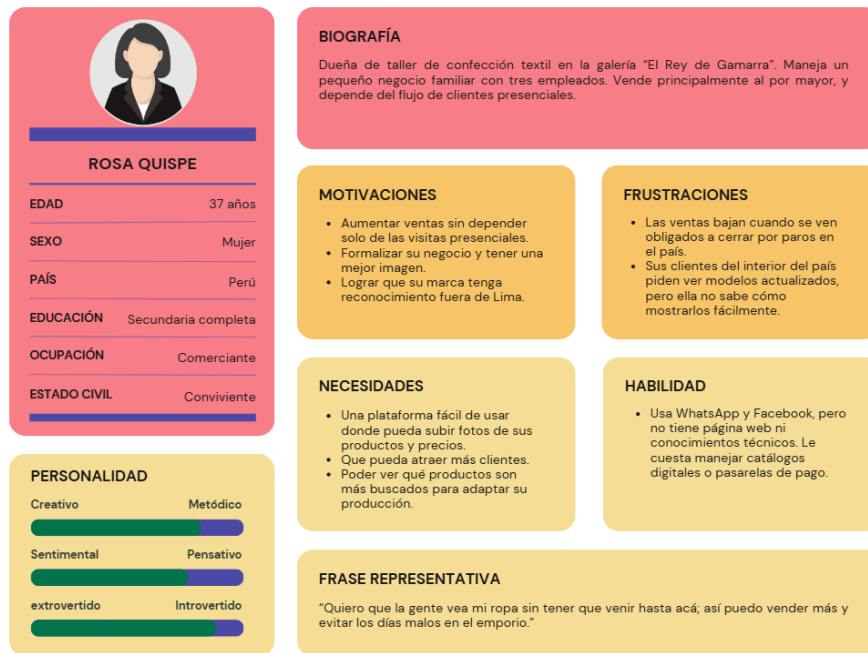 ROSA QUISPE
EDAD 37 años
SEXO Mujer
PAÍS Perú
EDUCACIÓN Secundaria completa
OCUPACIÓN Comerciante
ESTADO CIVIL Conviviente
PERSONALIDAD
Creativo Metódico
Sentimental Pensativo
extrovertido Introvertido
BIOGRAFÍA
Dueña de taller de confección textil en la galería “El Rey de Gamarra”. Maneja un
pequeño negocio familiar con tres empleados. Vende principalmente al por mayor, y
depende del flujo de clientes presenciales.
MOTIVACIONES
• Aumentar ventas sin depender
solo de las visitas presenciales.
• Formalizar su negocio y tener una
mejor imagen.
• Lograr que su marca tenga
reconocimiento fuera de Lima.
FRUSTRACIONES
• Las ventas bajan cuando se ven
obligados a cerrar por paros en
el país.
• Sus clientes del interior del país
piden ver modelos actualizados,
pero ella no sabe cómo
mostrarlos fácilmente.
NECESIDADES
• Una plataforma fácil de usar
donde pueda subir fotos de sus
productos y precios.
• Que pueda atraer más clientes.
• Poder ver qué productos son
más buscados para adaptar su
producción.
HABILIDAD
• Usa WhatsApp y Facebook, pero
no tiene página web ni
conocimientos técnicos. Le
cuesta manejar catálogos
digitales o pasarelas de pago.
FRASE REPRESENTATIVA
“Quiero que la gente vea mi ropa sin tener que venir hasta acá; así puedo vender más y
evitar los días malos en el emporio.”